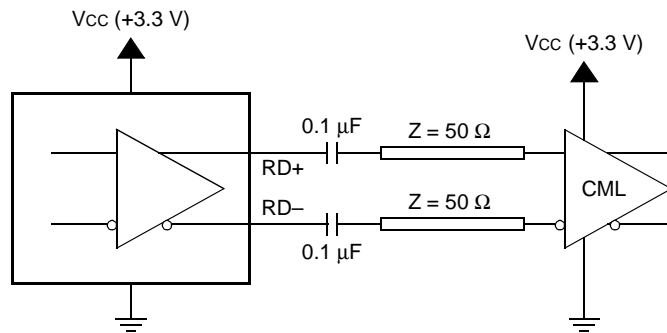 VCC (+3.3 V)
VCC (+3.3 V)
0.1 µF
Z = 50 Ω
RD+
CML
RD–
Z = 50 Ω
0.1 µF